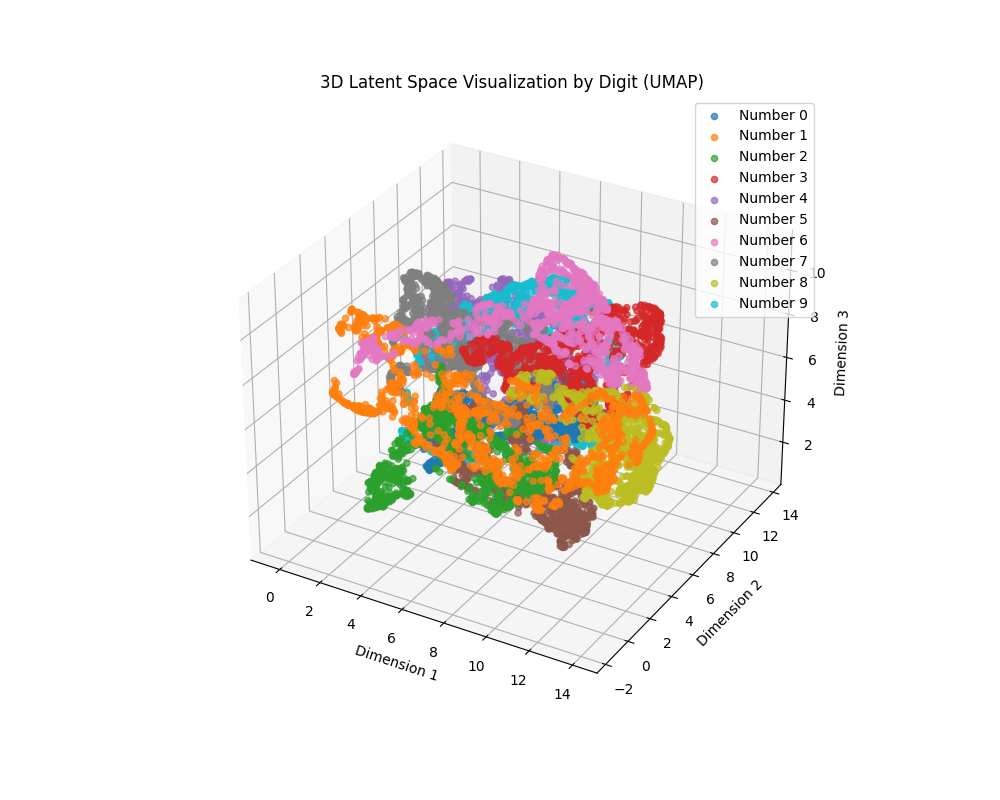 3D Latent Space Visualization by Digit (UMAP)
Number 0
Number 1
Number 2
Number 3
Number 4
Number 5
Number 6
Number 7
Number 8
Number 9
10
8
6
4
2
Dimension 3
14
12
10
8
6
4
2
0
−2
Dimension 2
0
2
4
6
8
10
12
14
Dimension 1